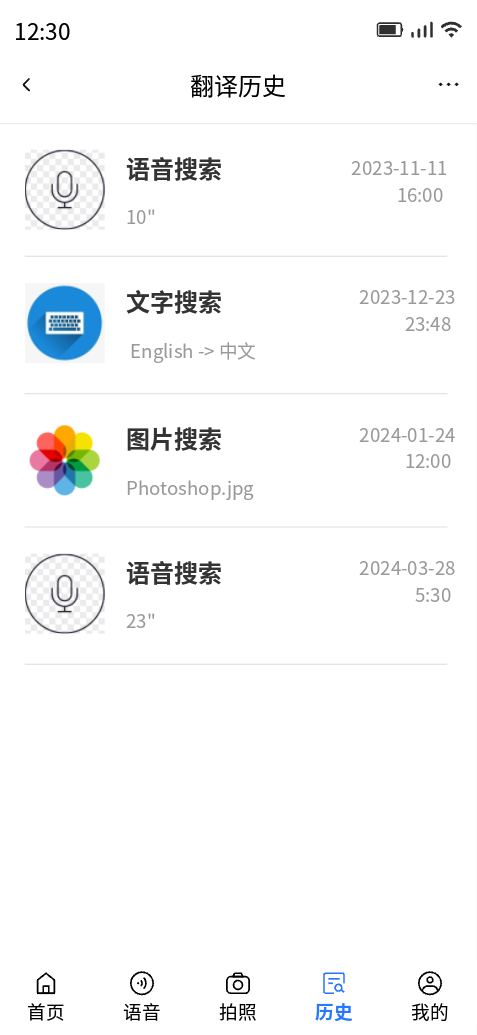 12:30
翻译历史
语音搜索
2023-11-11
16:00
10"
文字搜索
2023-12-23
23:48
English -> 中文
图片搜索
2024-01-24
12:00
Photoshop.jpg
语音搜索
2024-03-28
5:30
23"
首页 语音 拍照 历史 我的